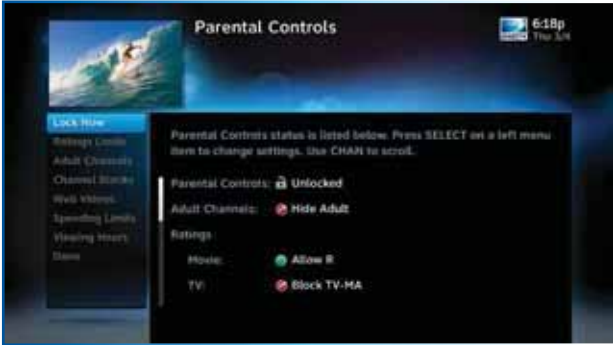 Parental Controls
6:18p
Thu 3/4
Lock Now
Ratings Limits
Adult Channels
Channel Blocks
Web Videos
Spending Limits
Viewing Hours
Done
Parental Controls status is listed below. Press SELECT on a left menu
item to change settings. Use CHAN to scroll.
Parental Controls: Unlocked
Adult Channels: Hide Adult
Ratings
Movie: Allow R
TV: Block TV-MA